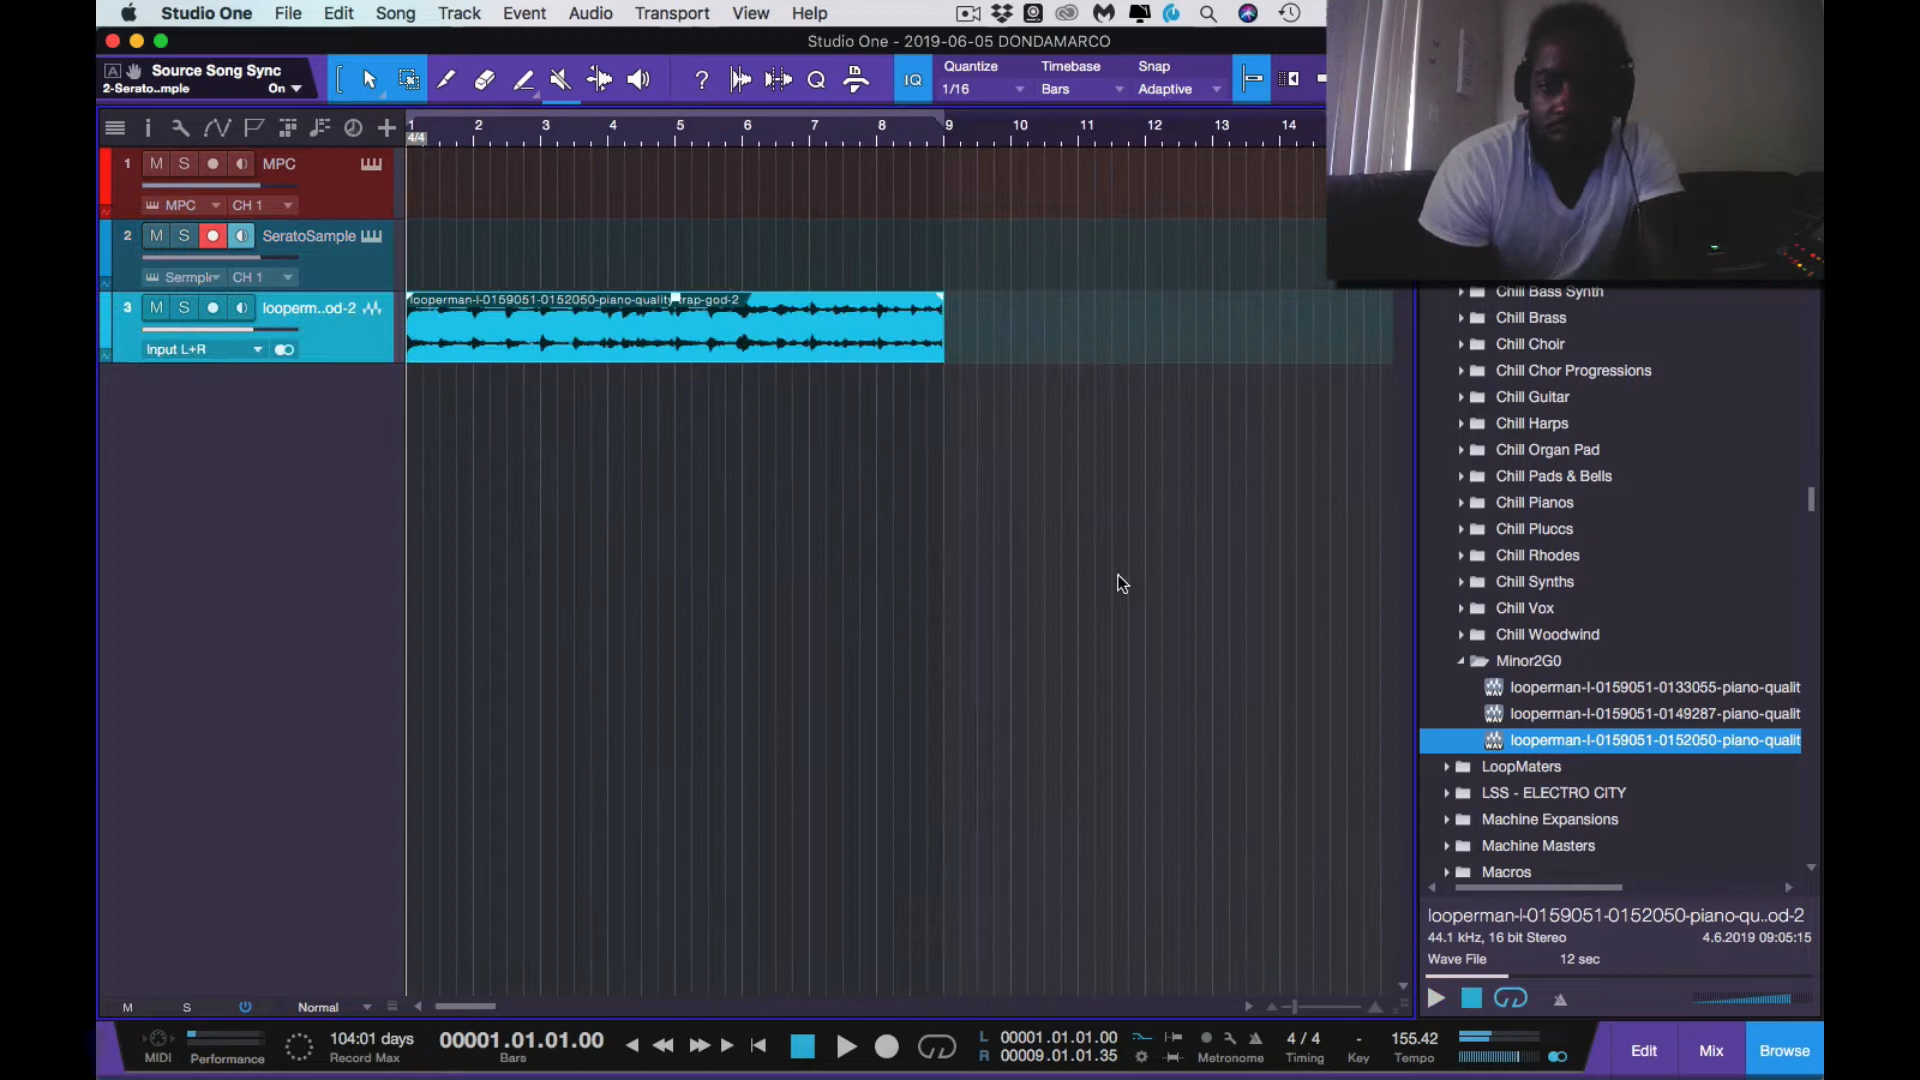 Studio One File Edit Song Track Event Audio Transport View Help
Studio One - 2019-06-05 DONDAMARCO
A Source Song Sync
2-Serato..mple On
? Q IQ
Quantize Timebase Snap
1/16 Bars Adaptive
1 2 3 4 5 6 7 8 9 10 11 12 13 14
4/4
1 M S MPC
MPC CH 1
2 M S SeratoSample
Sermple CH 1
3 M S looperm..od-2
Input L+R
looperman-l-0159051-0152050-piano-quality-trap-god-2
Chill Bass Synth
Chill Brass
Chill Choir
Chill Chor Progressions
Chill Guitar
Chill Harps
Chill Organ Pad
Chill Pads & Bells
Chill Pianos
Chill Pluccs
Chill Rhodes
Chill Synths
Chill Vox
Chill Woodwind
Minor2G0
WAV looperman-l-0159051-0133055-piano-qualit
WAV looperman-l-0159051-0149287-piano-qualit
WAV looperman-l-0159051-0152050-piano-qualit
LoopMaters
LSS - ELECTRO CITY
Machine Expansions
Machine Masters
Macros
looperman-l-0159051-0152050-piano-qu..od-2
44.1 kHz, 16 bit Stereo 4.6.2019 09:05:15
Wave File 12 sec
M S Normal
MIDI Performance
104:01 days
Record Max
00001.01.01.00
Bars
L 00001.01.01.00
R 00009.01.01.35
Metronome
4 / 4
Timing
-
Key
155.42
Tempo
Edit Mix Browse